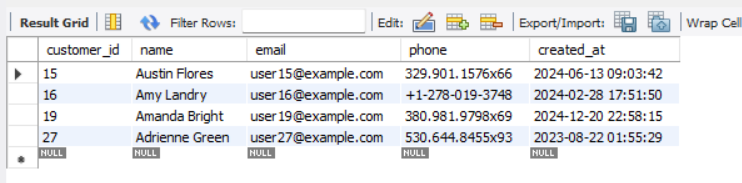 Result Grid Filter Rows: Edit: Export/Import: Wrap Cell
customer_id name email phone created_at
15 Austin Flores user15@example.com 329.901.1576x66 2024-06-13 09:03:42
16 Amy Landry user16@example.com +1-278-019-3748 2024-02-28 17:51:50
19 Amanda Bright user19@example.com 380.981.9798x69 2024-12-20 22:58:15
27 Adrienne Green user27@example.com 530.644.8455x93 2023-08-22 01:55:29
NULL NULL NULL NULL NULL